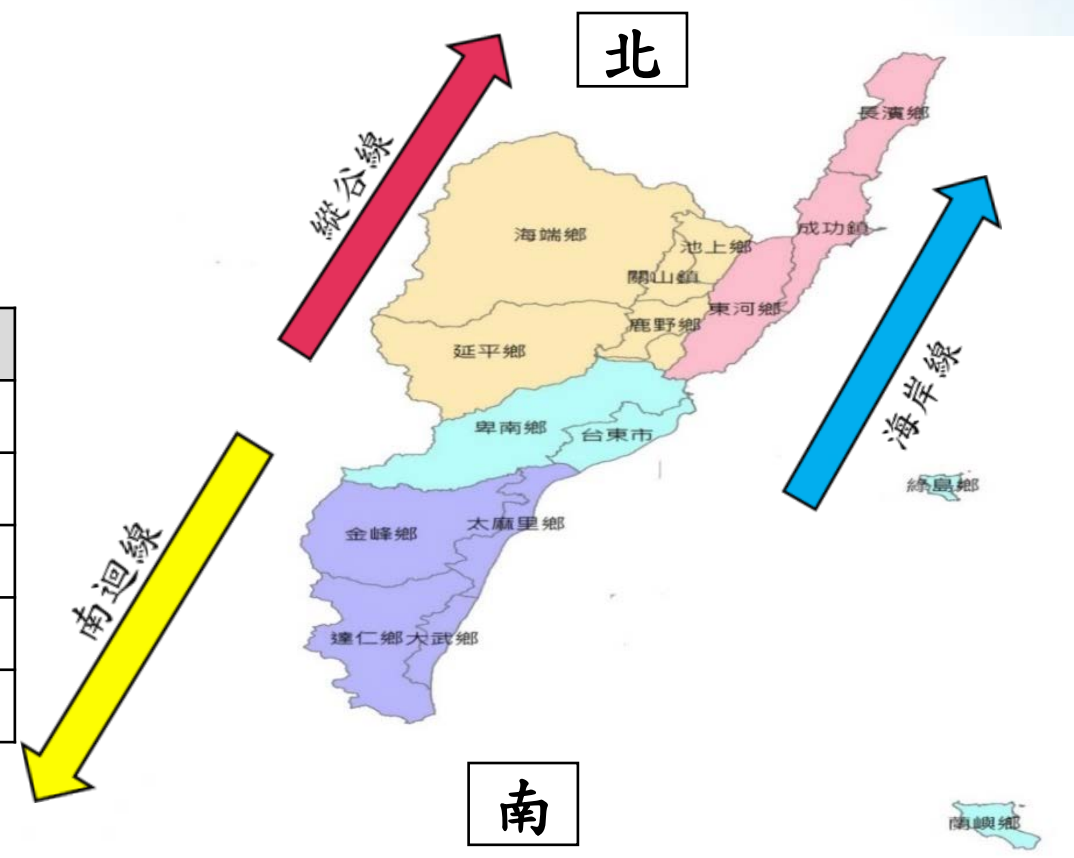 北
縱谷線
長濱鄉
成功鎮
海端鄉
池上鄉
關山鎮
東河鄉
鹿野鄉
延平鄉
海岸線
卑南鄉
台東市
綠島鄉
金峰鄉
太麻里鄉
南迴線
達仁鄉
大武鄉
南
蘭嶼鄉